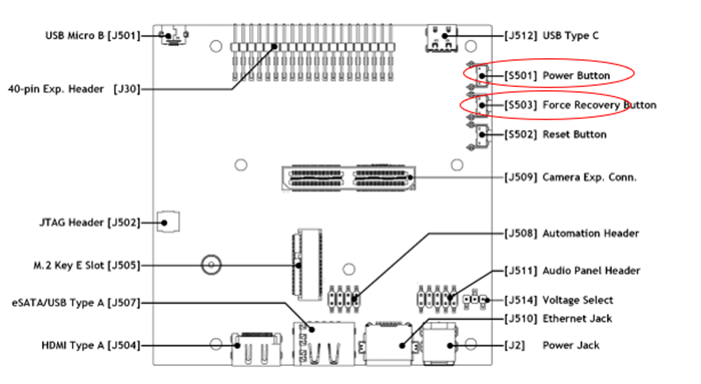 USB Micro B [J501]
40-pin Exp. Header [J30]
JTAG Header [J502]
M.2 Key E Slot [J505]
eSATA/USB Type A [J507]
HDMI Type A [J504]
[J512] USB Type C
[S501] Power Button
[S503] Force Recovery Button
[S502] Reset Button
[J509] Camera Exp. Conn.
[J508] Automation Header
[J511] Audio Panel Header
[J514] Voltage Select
[J510] Ethernet Jack
[J2] Power Jack